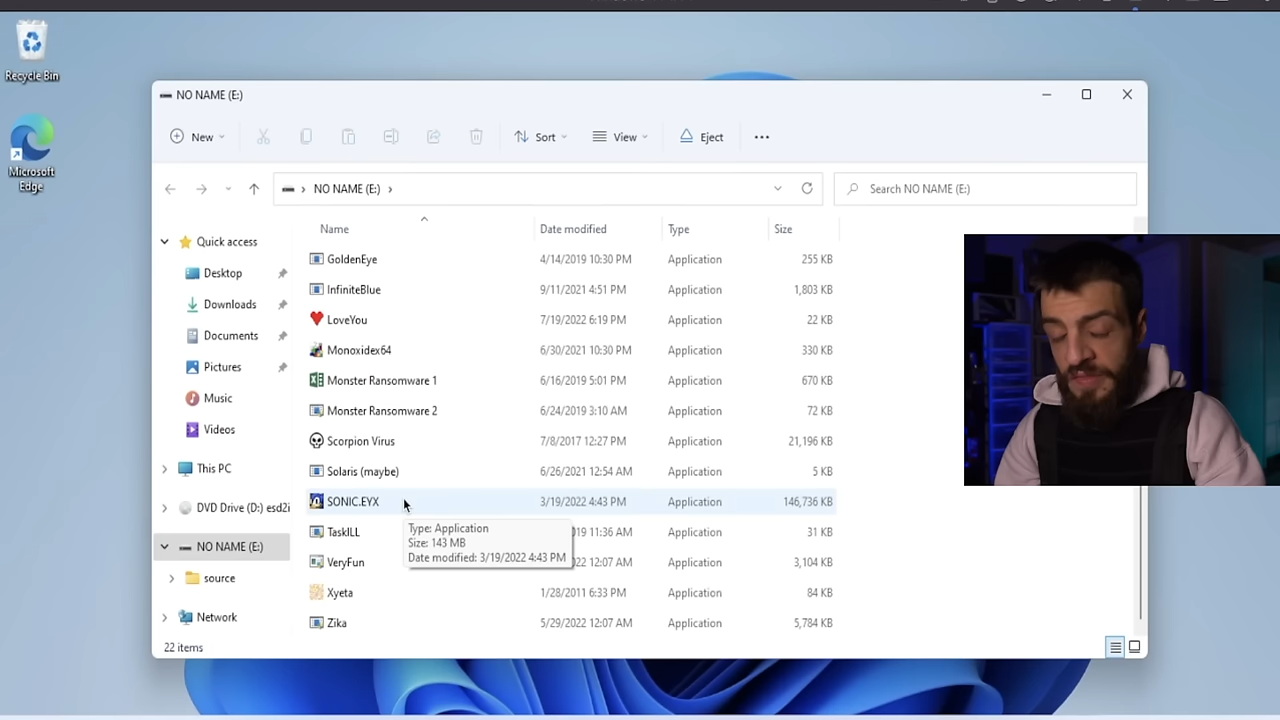 Recycle Bin
Microsoft
Edge
NO NAME (E:)
New
Sort
View
Eject
NO NAME (E:)
Search NO NAME (E:)
Name Date modified Type Size
Quick access
Desktop
Downloads
Documents
Pictures
Music
Videos
This PC
DVD Drive (D:) esd2i
NO NAME (E:)
source
Network
GoldenEye 4/14/2019 10:30 PM Application 255 KB
InfiniteBlue 9/11/2021 4:51 PM Application 1,803 KB
LoveYou 7/19/2022 6:19 PM Application 22 KB
Monoxidex64 6/30/2021 10:30 PM Application 330 KB
Monster Ransomware 1 6/16/2019 5:01 PM Application 670 KB
Monster Ransomware 2 6/24/2019 3:10 AM Application 72 KB
Scorpion Virus 7/8/2017 12:27 PM Application 21,196 KB
Solaris (maybe) 6/26/2021 12:54 AM Application 5 KB
SONIC.EYX 3/19/2022 4:43 PM Application 146,736 KB
TaskILL 19 11:36 AM Application 31 KB
VeryFun 22 12:07 AM Application 3,104 KB
Xyeta 1/28/2011 6:33 PM Application 84 KB
Zika 5/29/2022 12:07 AM Application 5,784 KB
Type: Application
Size: 143 MB
Date modified: 3/19/2022 4:43 PM
22 items